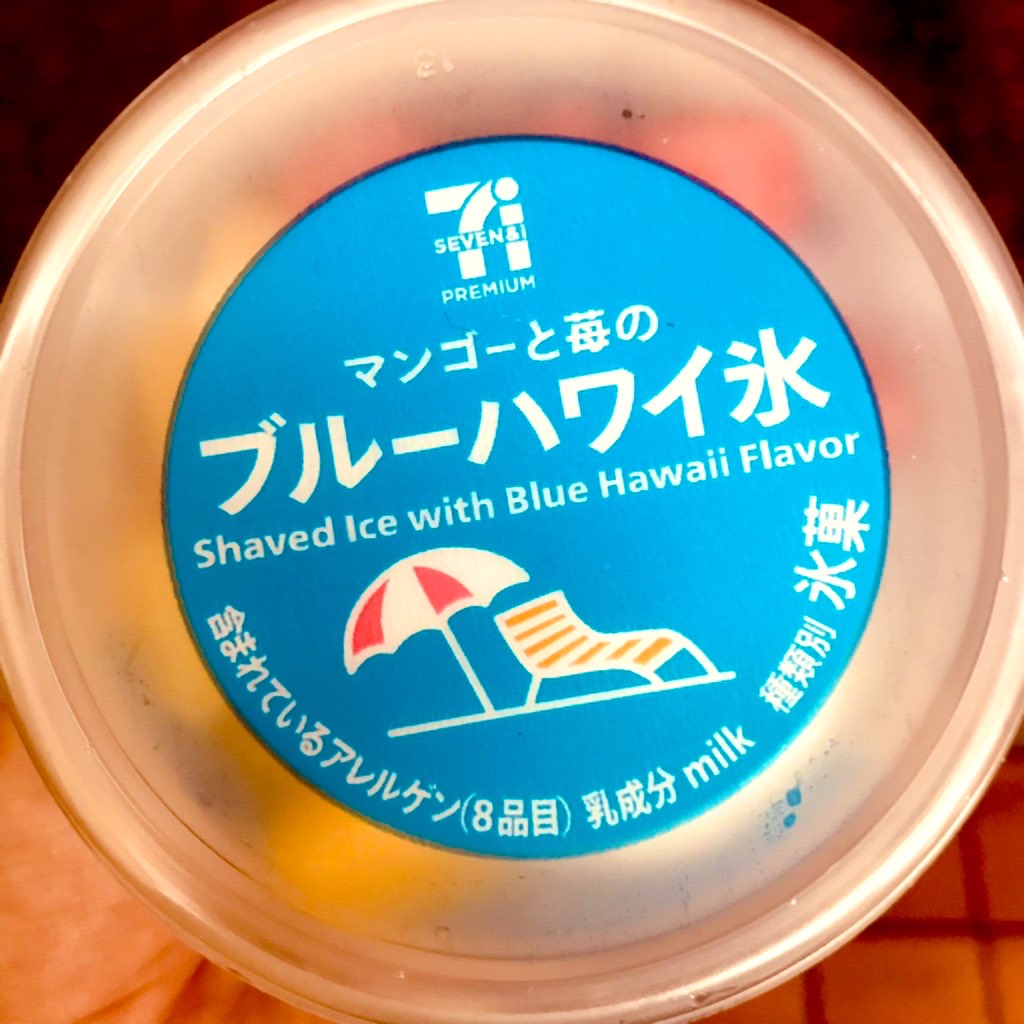 SEVEN&i
PREMIUM
マンゴーと苺の
ブルーハワイ氷
Shaved Ice with Blue Hawaii Flavor
種類別 氷菓
含まれているアレルゲン(8品目) 乳成分 milk
13